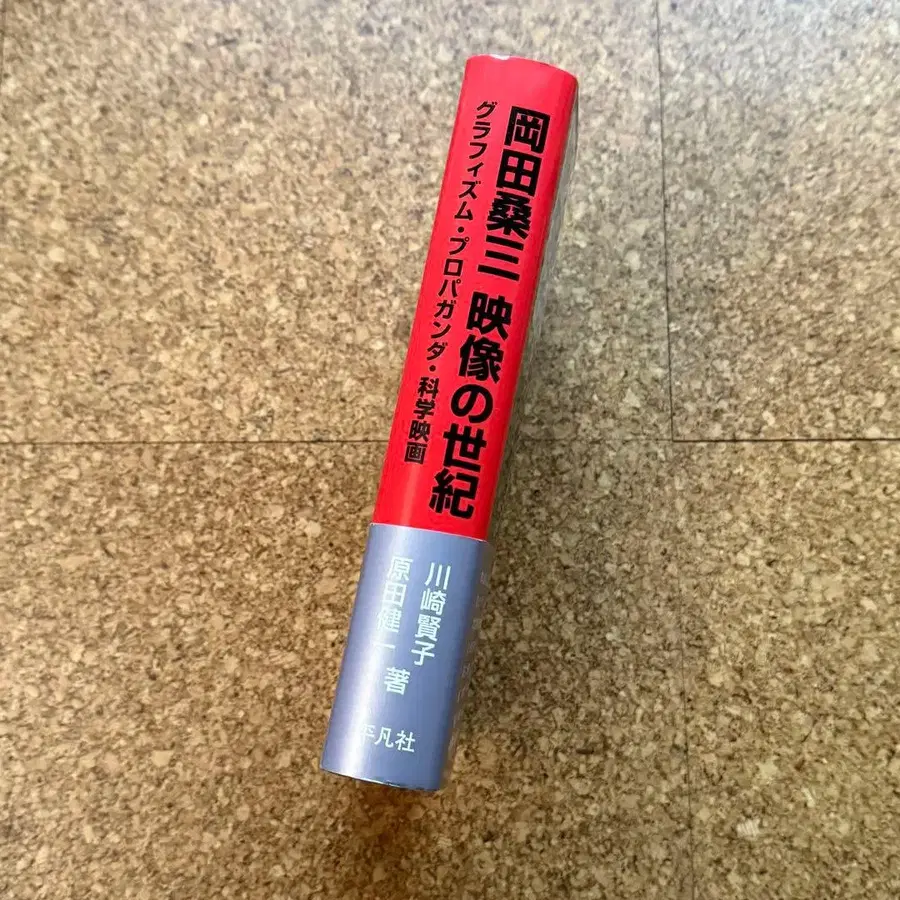 岡田桑三 映像の世紀
グラフィズム・プロパガンダ・科学映画
川崎賢子
原田健一 著
平凡社